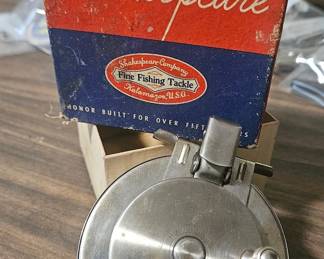 Shakespeare Company
Fine Fishing Tackle
Kalamazoo, U.S.A.
HONOR BUILT FOR OVER FIFT